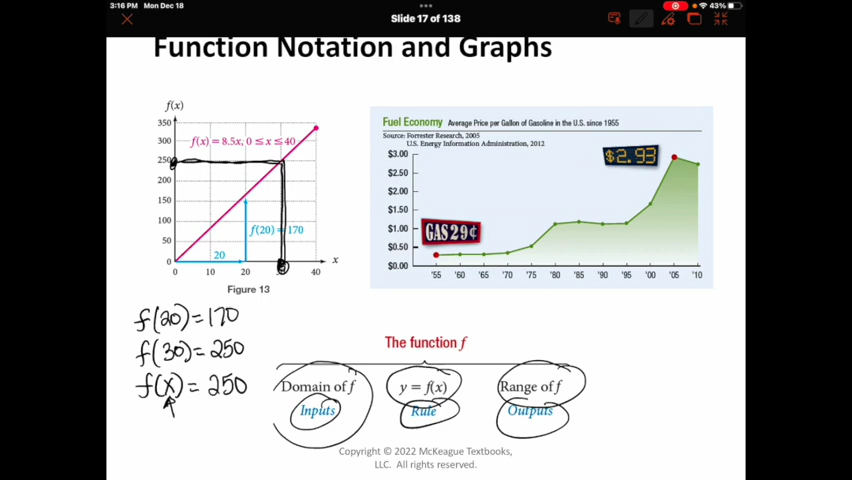 3:16 PM Mon Dec 18
43%
Slide 17 of 138
Function Notation and Graphs
f(x)
350
300
250
200
150
100
50
0
f(x) = 8.5x, 0 ≤ x ≤ 40
f(20) = 170
20
x
0 10 20 40
Figure 13
Fuel Economy Average Price per Gallon of Gasoline in the U.S. since 1955
Source: Forrester Research, 2005
U.S. Energy Information Administration, 2012
$3.00
$2.50
$2.00
$1.50
$1.00
$0.50
$0.00
$2.93
GAS 29¢
'55 '60 '65 '70 '75 '80 '85 '90 '95 '00 '05 '10
f(20)=170
f(30)=250
f(x)=250
The function f
Domain of f y = f(x) Range of f
Inputs Rule Outputs
Copyright © 2022 McKeague Textbooks,
LLC. All rights reserved.